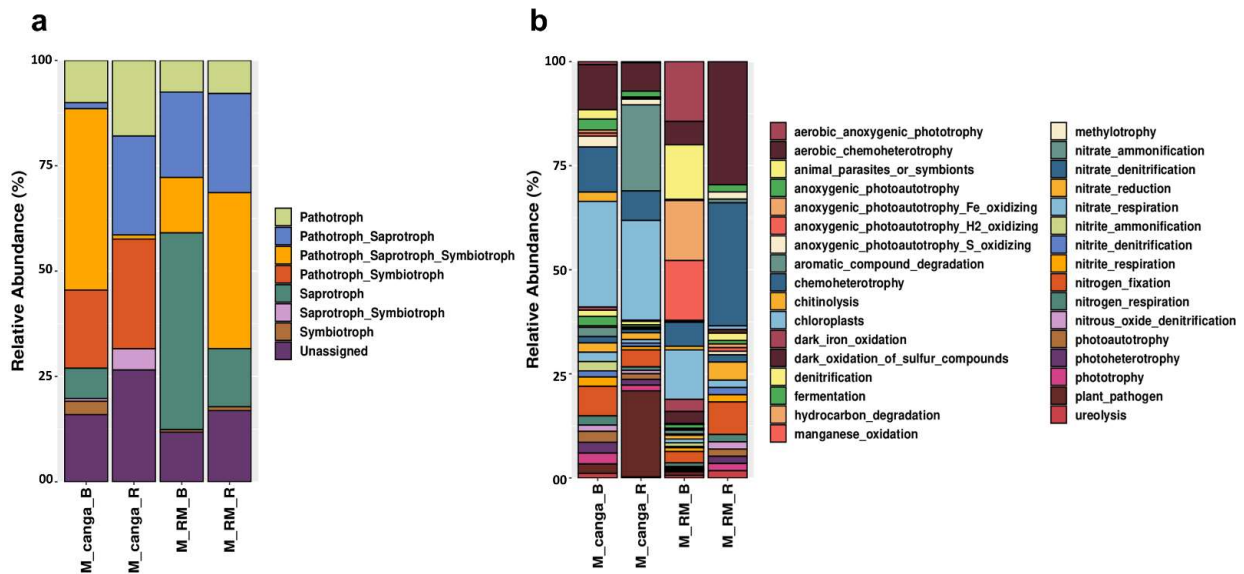 a
Relative Abundance (%)
100
75
50
25
00
M_canga_B
M_canga_R
M_RM_B
M_RM_R
Pathotroph
Pathotroph_Saprotroph
Pathotroph_Saprotroph_Symbiotroph
Pathotroph_Symbiotroph
Saprotroph
Saprotroph_Symbiotroph
Symbiotroph
Unassigned
b
Relative Abundance (%)
100
75
50
25
00
M_canga_B
M_canga_R
M_RM_B
M_RM_R
aerobic_anoxygenic_phototrophy
aerobic_chemoheterotrophy
animal_parasites_or_symbionts
anoxygenic_photoautotrophy
anoxygenic_photoautotrophy_Fe_oxidizing
anoxygenic_photoautotrophy_H2_oxidizing
anoxygenic_photoautotrophy_S_oxidizing
aromatic_compound_degradation
chemoheterotrophy
chitinolysis
chloroplasts
dark_iron_oxidation
dark_oxidation_of_sulfur_compounds
denitrification
fermentation
hydrocarbon_degradation
manganese_oxidation
methylotrophy
nitrate_ammonification
nitrate_denitrification
nitrate_reduction
nitrate_respiration
nitrite_ammonification
nitrite_denitrification
nitrite_respiration
nitrogen_fixation
nitrogen_respiration
nitrous_oxide_denitrification
photoautotrophy
photoheterotrophy
phototrophy
plant_pathogen
ureolysis